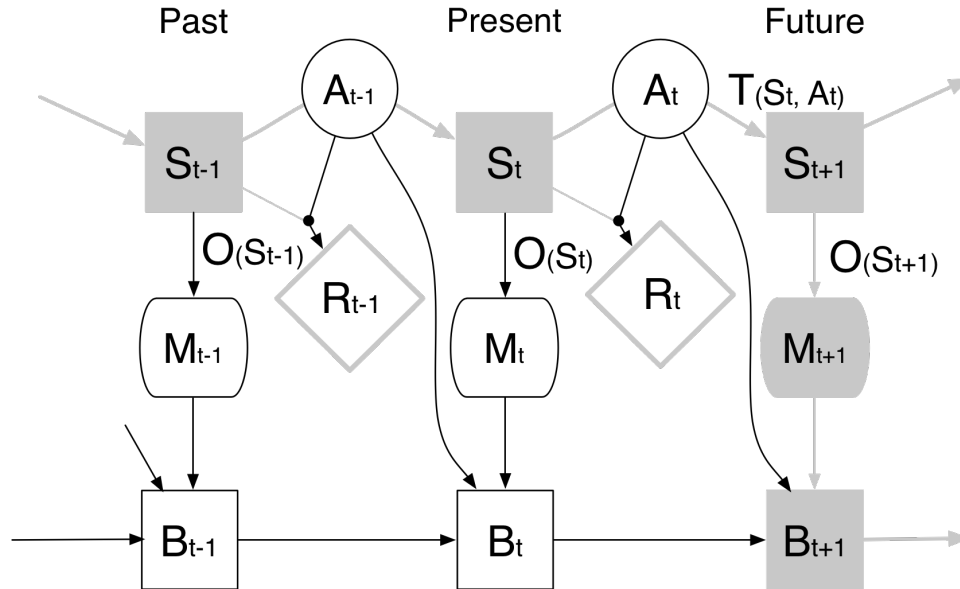 Past Present Future
At-1 At T(St, At)
St-1 St St+1
O(St-1) O(St) O(St+1)
Rt-1 Rt
Mt-1 Mt Mt+1
Bt-1 Bt Bt+1